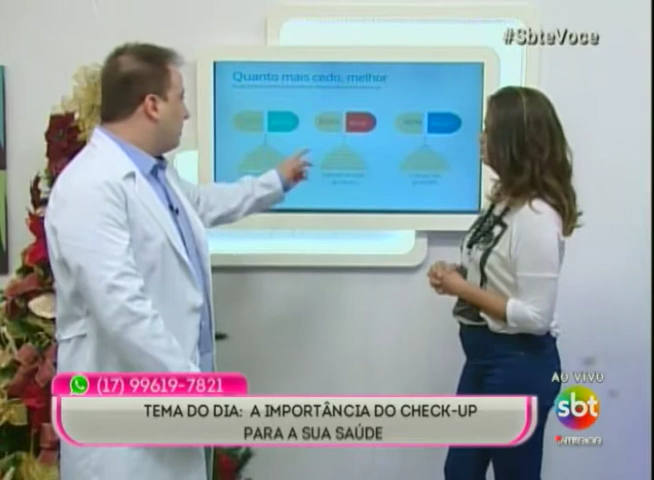 #SbteVoce
Quanto mais cedo, melhor
(17) 99619-7821
TEMA DO DIA: A IMPORTÂNCIA DO CHECK-UP
PARA A SUA SAÚDE
AO VIVO
sbt
INTERIOR